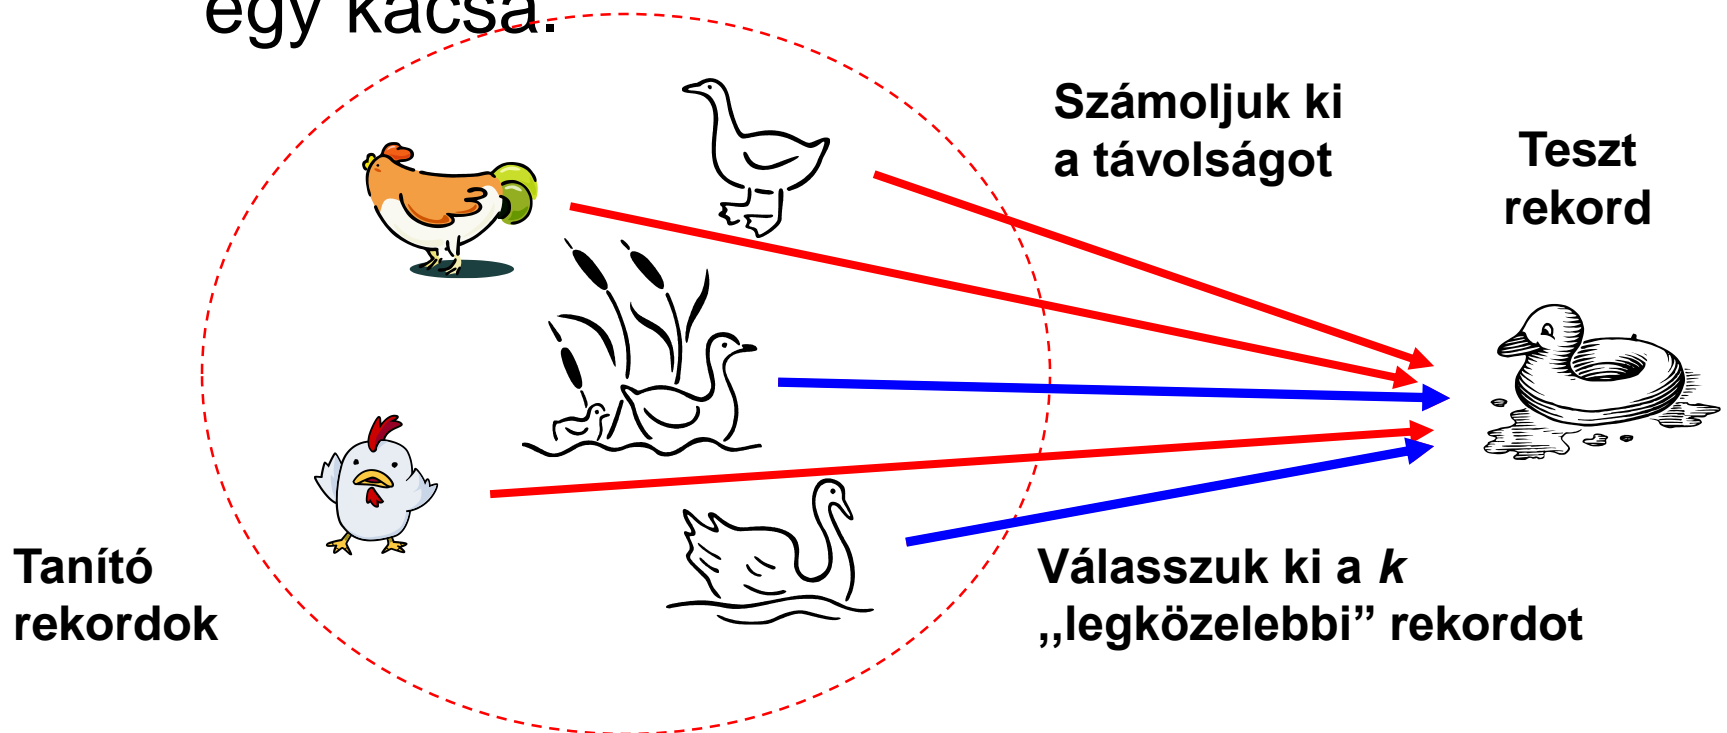 egy kacsa.
Számoljuk ki
a távolságot
Teszt
rekord
Tanító
rekordok
Válasszuk ki a k
,,legközelebbi” rekordot